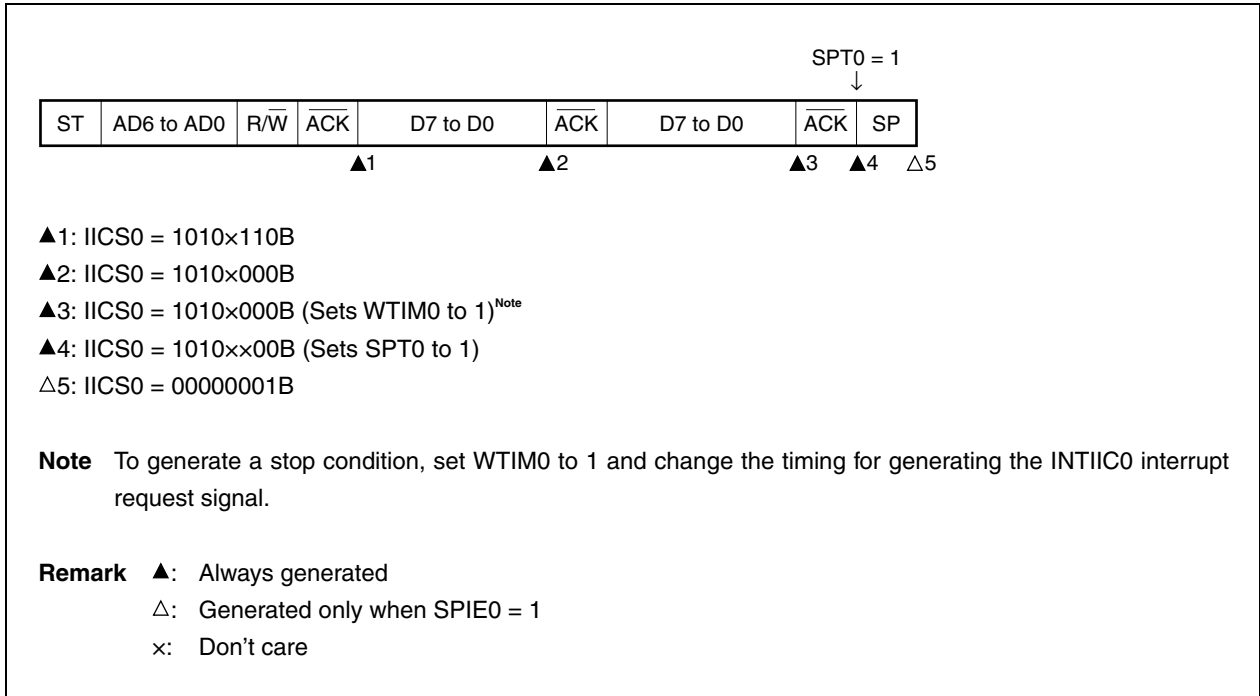 SPT0 = 1
↓
ST AD6 to AD0 R/W̅ A̅C̅K̅ D7 to D0 A̅C̅K̅ D7 to D0 A̅C̅K̅ SP
▲1 ▲2 ▲3 ▲4 △5
▲1: IICS0 = 1010×110B
▲2: IICS0 = 1010×000B
▲3: IICS0 = 1010×000B (Sets WTIM0 to 1)Note
▲4: IICS0 = 1010××00B (Sets SPT0 to 1)
△5: IICS0 = 00000001B
Note To generate a stop condition, set WTIM0 to 1 and change the timing for generating the INTIIC0 interrupt
request signal.
Remark ▲: Always generated
△: Generated only when SPIE0 = 1
×: Don't care